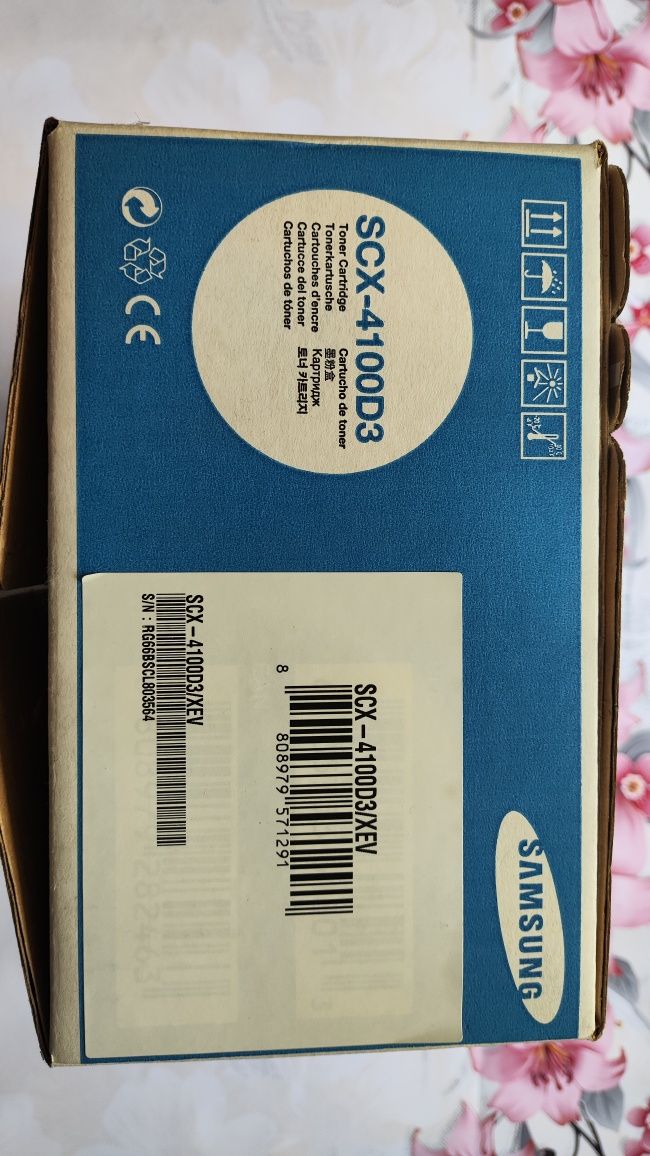 SCX-4100D3
Toner Cartridge
Tonerkartusche
Cartouches d'encre
Cartucce del toner
Cartuchos de tóner
Cartucho de toner
墨粉盒
Картридж
토너 카트리지
SAMSUNG
SCX-4100D3/XEV
8 808979 571291
SCX-4100D3/XEV
S/N : RG66BSCL803564
CE